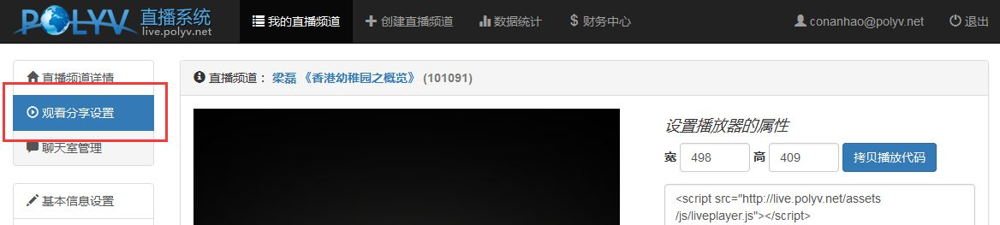 POLYV 直播系统
live.polyv.net
我的直播频道 创建直播频道 数据统计 财务中心 conanhao@polyv.net 退出
直播频道详情
观看分享设置
聊天室管理
基本信息设置
直播频道： 梁磊 《香港幼稚园之概览》 (101091)
设置播放器的属性
宽 498 高 409 拷贝播放代码
<script src="http://live.polyv.net/assets
/js/liveplayer.js"></script>